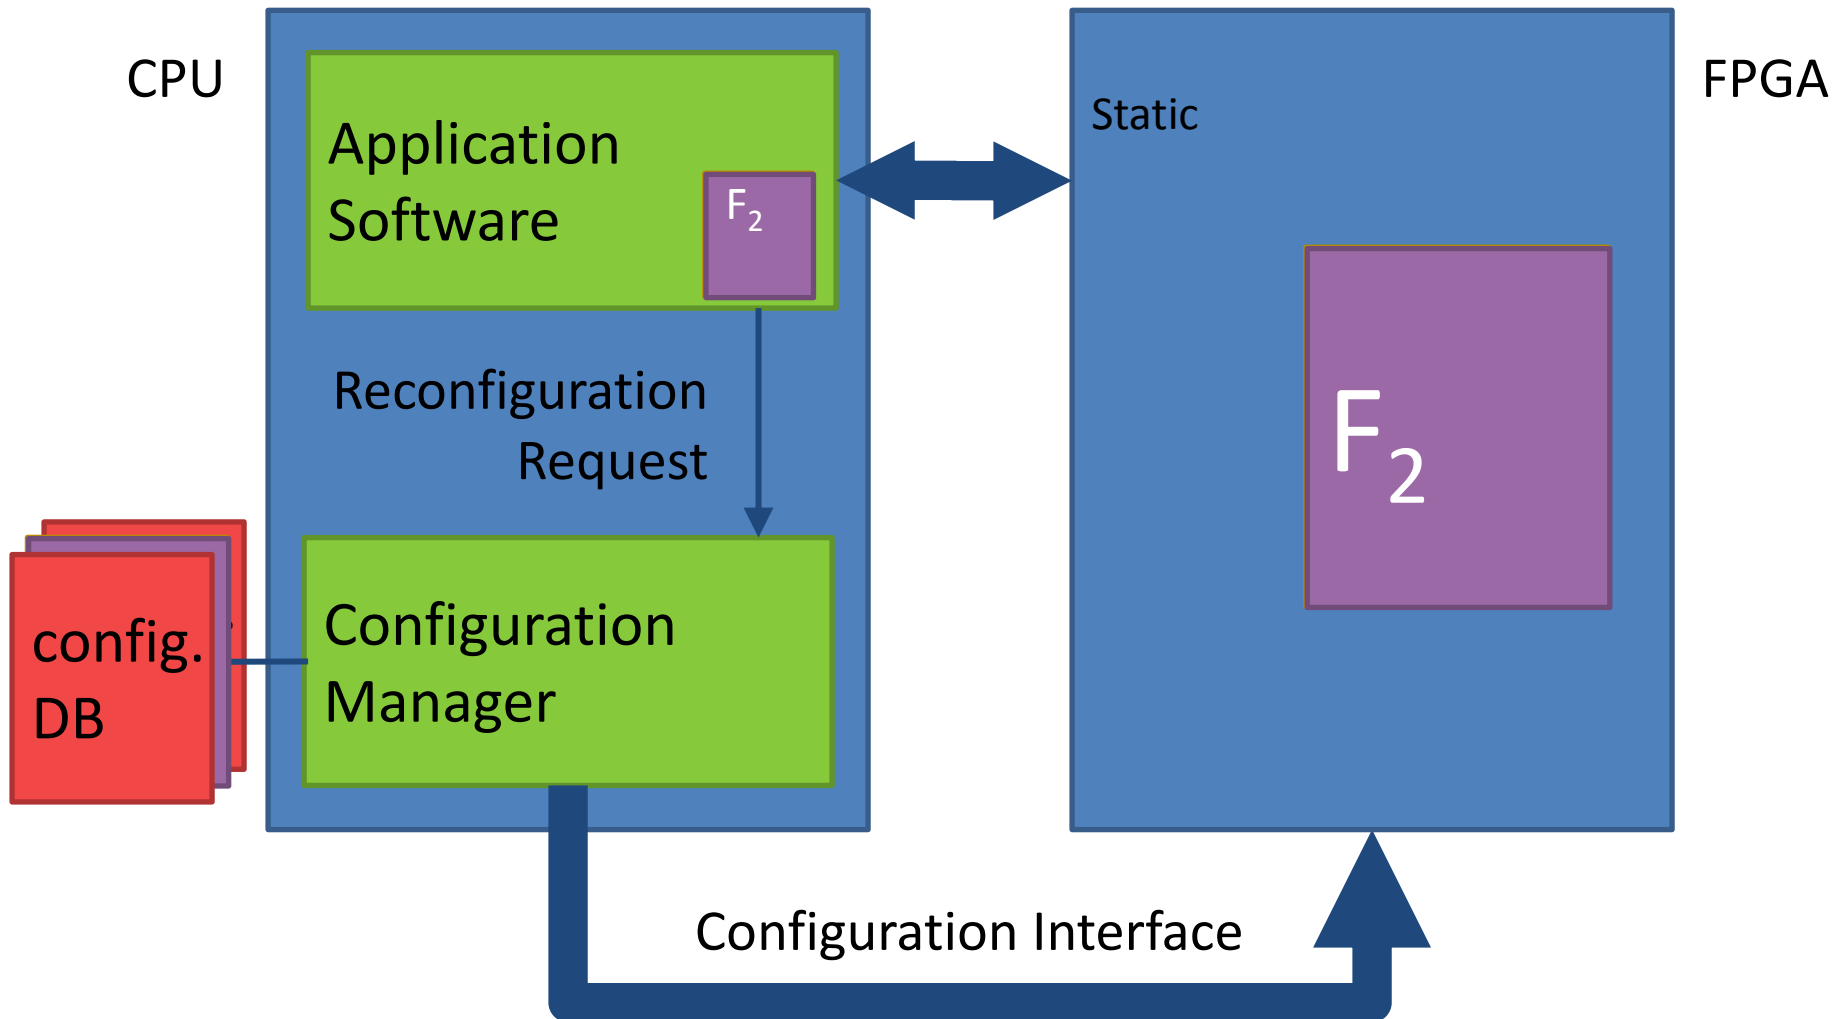 CPU
Application
Software
F2
Reconfiguration
Request
config.
DB
Configuration
Manager
Configuration Interface
Static
F2
FPGA